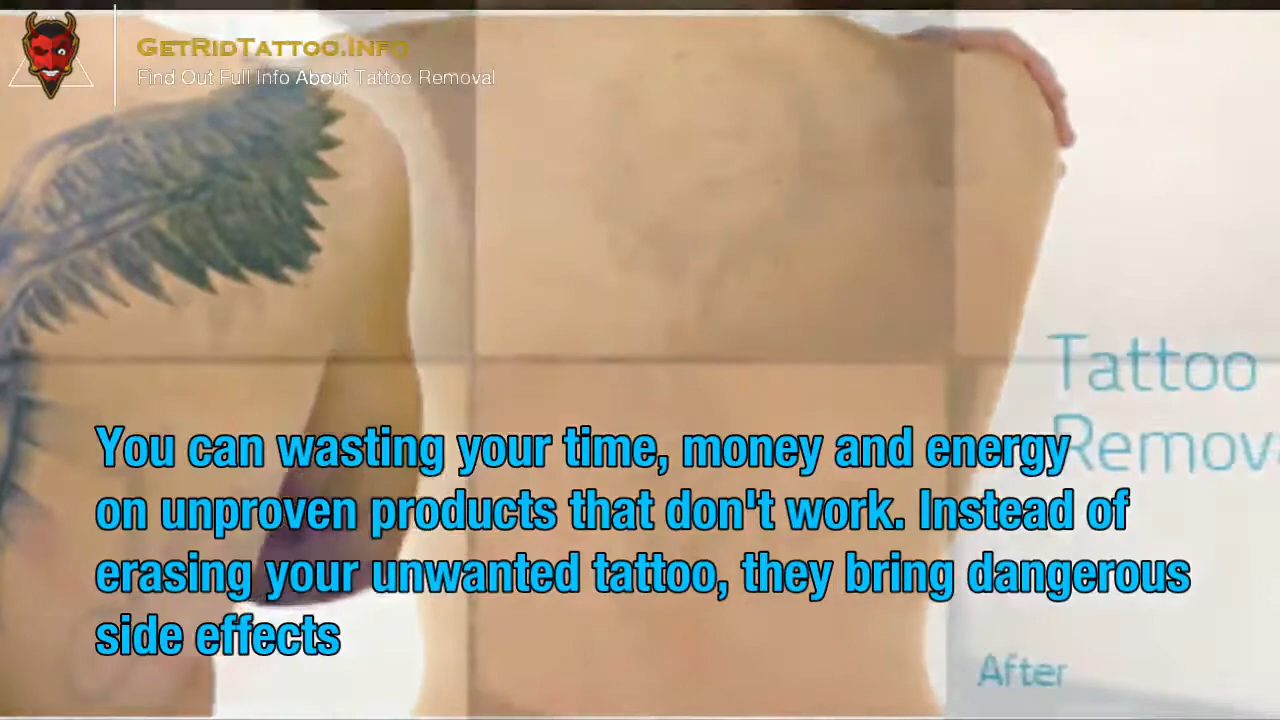 GetRidTattoo.Info
Find Out Full Info About Tattoo Removal
Tattoo
You can wasting your time, money and energy
on unproven products that don't work. Instead of
erasing your unwanted tattoo, they bring dangerous
side effects
After